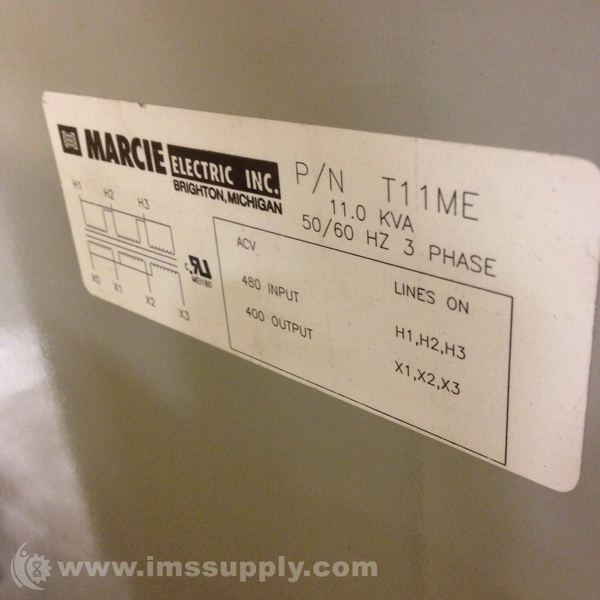 MARCIE ELECTRIC INC.
BRIGHTON, MICHIGAN
P/N T11ME
11.0 KVA
50/60 HZ 3 PHASE
H1 H2 H3
X0 X1 X2 X3
ACV LINES ON
480 INPUT H1,H2,H3
400 OUTPUT X1,X2,X3
www.imssupply.com